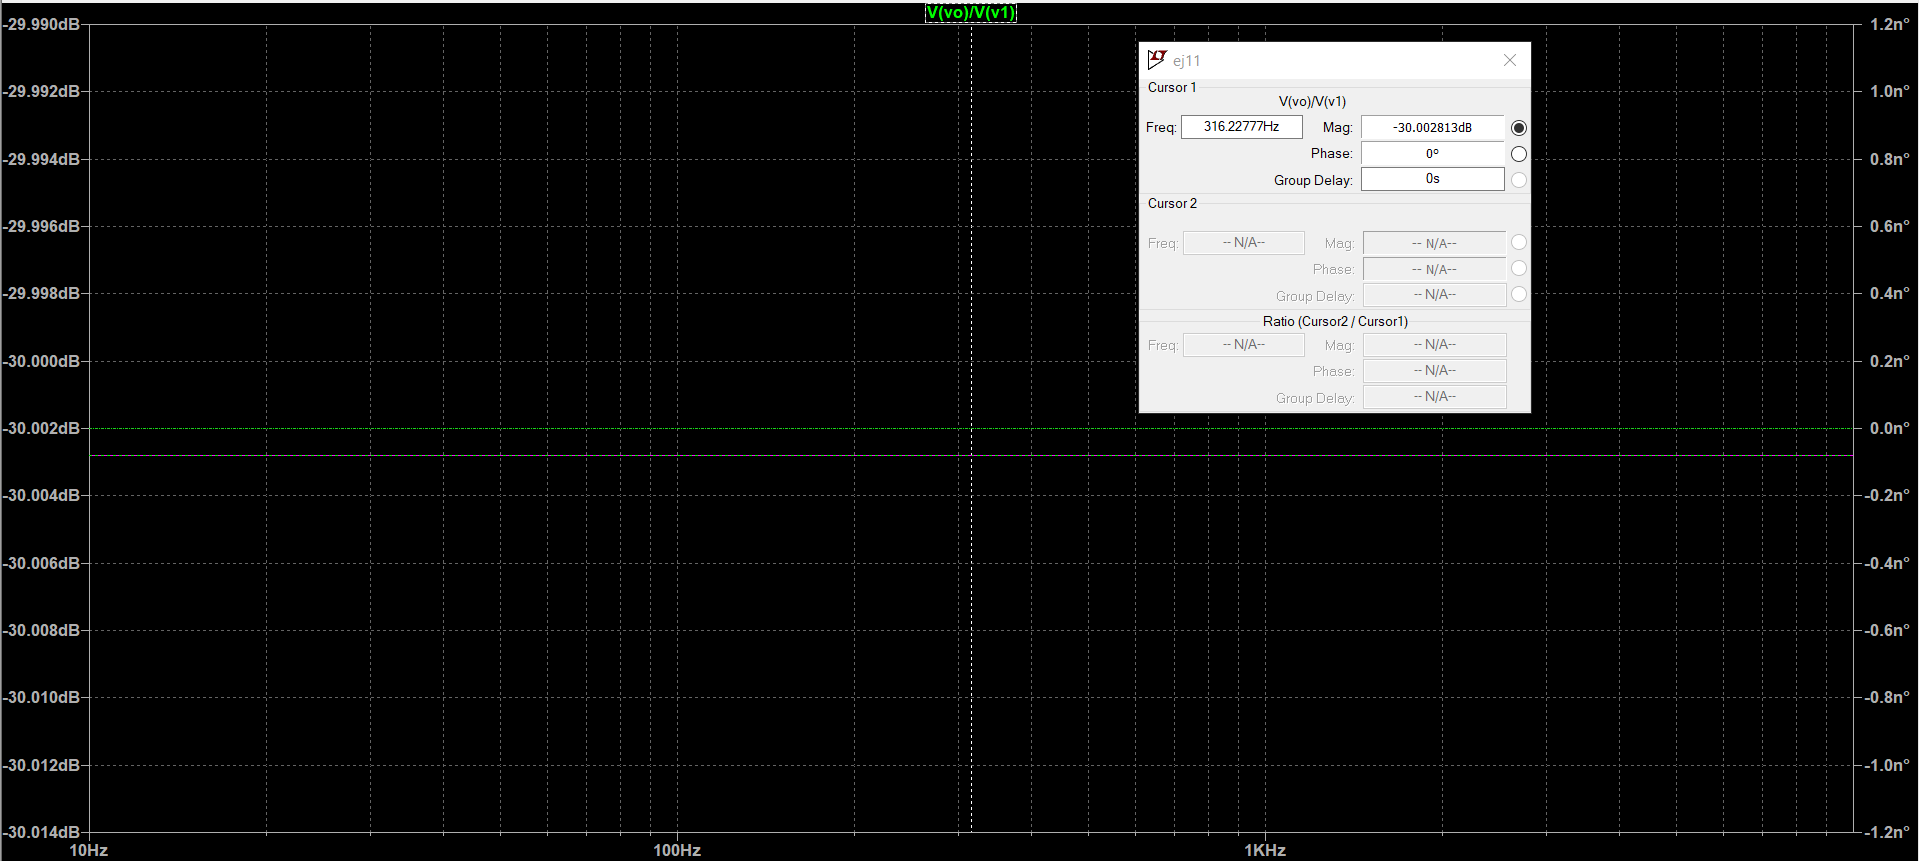 V(vo)/V(v1)
-29.990dB
-29.992dB
-29.994dB
-29.996dB
-29.998dB
-30.000dB
-30.002dB
-30.004dB
-30.006dB
-30.008dB
-30.010dB
-30.012dB
-30.014dB
10Hz 100Hz 1KHz
1.2n°
1.0n°
0.8n°
0.6n°
0.4n°
0.2n°
0.0n°
-0.2n°
-0.4n°
-0.6n°
-0.8n°
-1.0n°
-1.2n°
ej11
Cursor 1
V(vo)/V(v1)
Freq: 316.22777Hz Mag: -30.002813dB
Phase: 0°
Group Delay: 0s
Cursor 2
Freq: -- N/A-- Mag: -- N/A--
Phase: -- N/A--
Group Delay: -- N/A--
Ratio (Cursor2 / Cursor1)
Freq: -- N/A-- Mag: -- N/A--
Phase: -- N/A--
Group Delay: -- N/A--